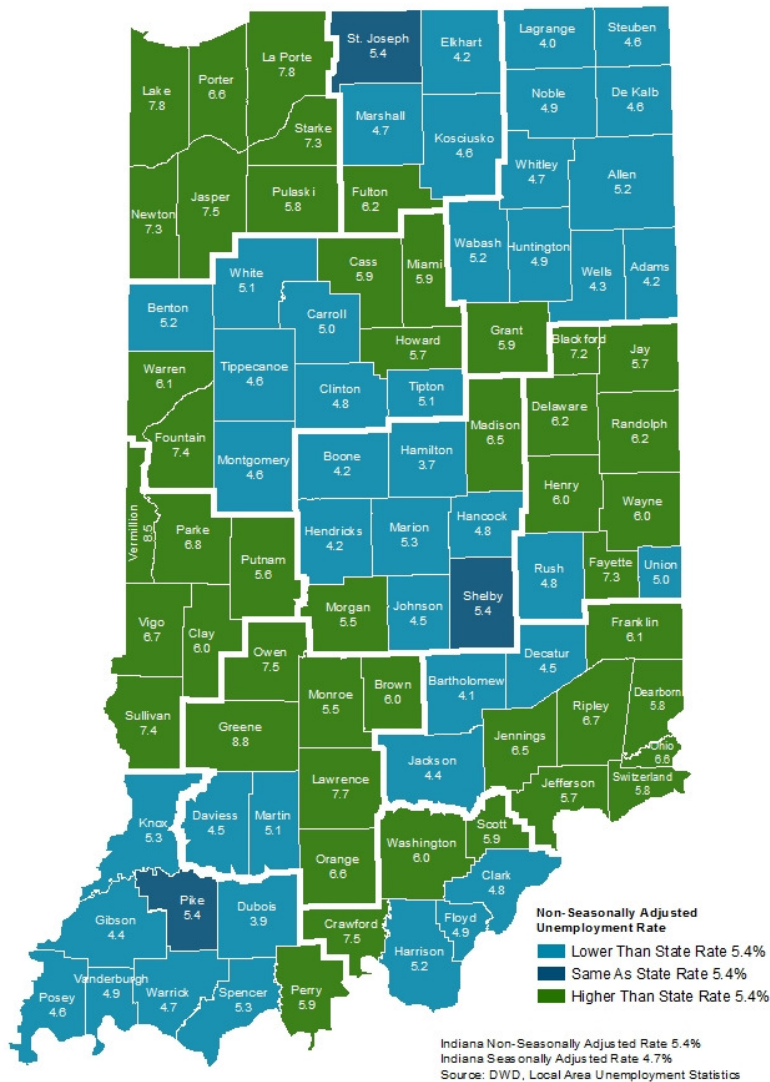 St. Joseph
5.4
Elkhart
4.2
Lagrange
4.0
Steuben
4.6
La Porte
7.8
Porter
6.6
Lake
7.8
Noble
4.9
De Kalb
4.6
Marshall
4.7
Kosciusko
4.6
Starke
7.3
Whitley
4.7
Allen
5.2
Newton
7.3
Jasper
7.5
Pulaski
5.8
Fulton
6.2
Wabash
5.2
Huntington
4.9
Wells
4.3
Adams
4.2
White
5.1
Cass
5.9
Miami
5.9
Benton
5.2
Carroll
5.0
Grant
5.9
Howard
5.7
Blackford
7.2
Jay
5.7
Warren
6.1
Tippecanoe
4.6
Clinton
4.8
Tipton
5.1
Madison
6.5
Delaware
6.2
Randolph
6.2
Fountain
7.4
Montgomery
4.6
Boone
4.2
Hamilton
3.7
Henry
6.0
Wayne
6.0
Vermillion
8.5
Parke
6.8
Putnam
5.6
Hendricks
4.2
Marion
5.3
Hancock
4.8
Rush
4.8
Fayette
7.3
Union
5.0
Vigo
6.7
Clay
6.0
Morgan
5.5
Johnson
4.5
Shelby
5.4
Franklin
6.1
Owen
7.5
Monroe
5.5
Brown
6.0
Bartholomew
4.1
Decatur
4.5
Sullivan
7.4
Greene
8.8
Ripley
6.7
Dearborn
5.8
Jennings
6.5
Ohio
6.6
Lawrence
7.7
Jackson
4.4
Jefferson
5.7
Switzerland
5.8
Knox
5.3
Daviess
4.5
Martin
5.1
Orange
6.6
Washington
6.0
Scott
5.9
Clark
4.8
Gibson
4.4
Pike
5.4
Dubois
3.9
Crawford
7.5
Floyd
4.9
Harrison
5.2
Posey
4.6
Vanderburgh
4.9
Warrick
4.7
Spencer
5.3
Perry
5.9
Non-Seasonally Adjusted
Unemployment Rate
Lower Than State Rate 5.4%
Same As State Rate 5.4%
Higher Than State Rate 5.4%
Indiana Non-Seasonally Adjusted Rate 5.4%
Indiana Seasonally Adjusted Rate 4.7%
Source: DWD, Local Area Unemployment Statistics